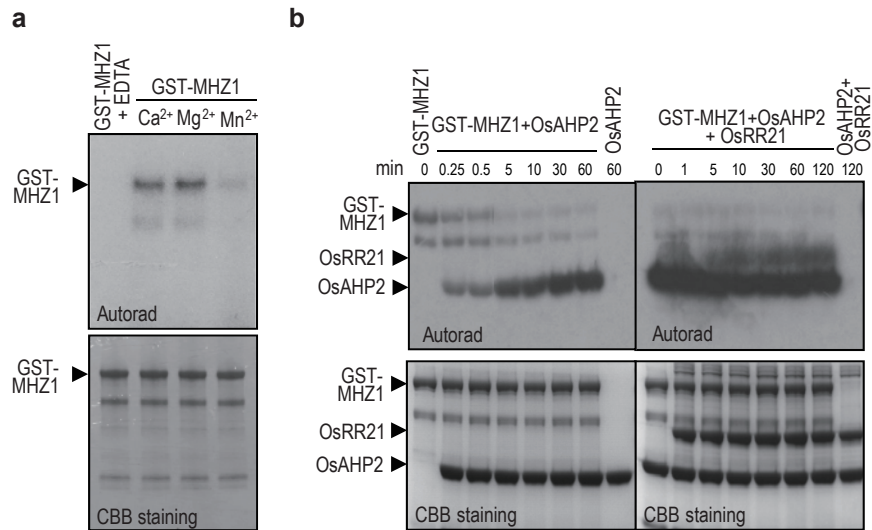 a
GST-MHZ1
+ EDTA
GST-MHZ1
Ca2+ Mg2+ Mn2+
GST-
MHZ1
Autorad
GST-
MHZ1
CBB staining
b
GST-MHZ1
GST-MHZ1+OsAHP2
OsAHP2
GST-MHZ1+OsAHP2
+ OsRR21
OsAHP2+
OsRR21
min 0 0.25 0.5 5 10 30 60 60 0 1 5 10 30 60 120 120
GST-
MHZ1
OsRR21
OsAHP2
Autorad
Autorad
GST-
MHZ1
OsRR21
OsAHP2
CBB staining
CBB staining